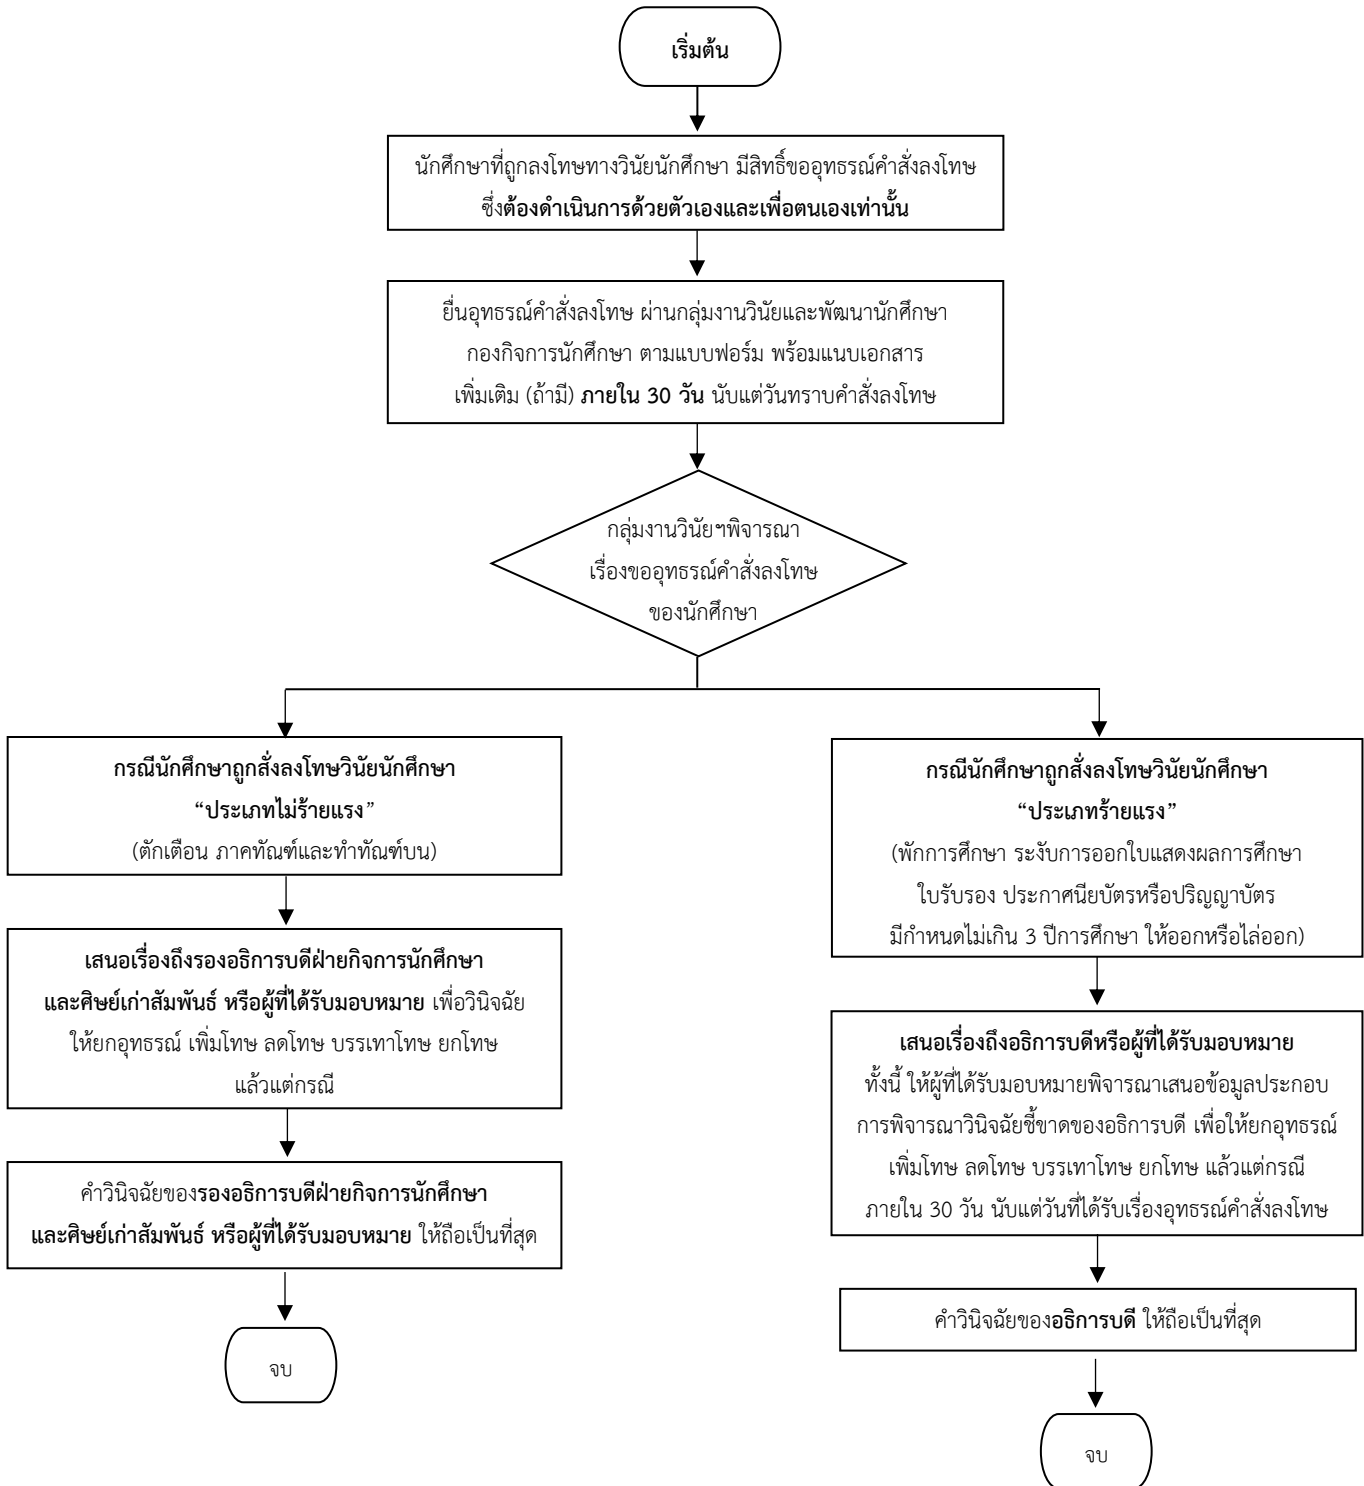 เริ่มต้น
นักศึกษาที่ถูกลงโทษทางวินัยนักศึกษา มีสิทธิ์ขออุทธรณ์คำสั่งลงโทษ
ซึ่งต้องดำเนินการด้วยตัวเองและเพื่อตนเองเท่านั้น
ยื่นอุทธรณ์คำสั่งลงโทษ ผ่านกลุ่มงานวินัยและพัฒนานักศึกษา
กองกิจการนักศึกษา ตามแบบฟอร์ม พร้อมแนบเอกสาร
เพิ่มเติม (ถ้ามี) ภายใน 30 วัน นับแต่วันทราบคำสั่งลงโทษ
กลุ่มงานวินัยฯพิจารณา
เรื่องขออุทธรณ์คำสั่งลงโทษ
ของนักศึกษา
กรณีนักศึกษาถูกสั่งลงโทษวินัยนักศึกษา
“ประเภทไม่ร้ายแรง”
(ตักเตือน ภาคทัณฑ์และทำทัณฑ์บน)
เสนอเรื่องถึงรองอธิการบดีฝ่ายกิจการนักศึกษา
และศิษย์เก่าสัมพันธ์ หรือผู้ที่ได้รับมอบหมาย เพื่อวินิจฉัย
ให้ยกอุทธรณ์ เพิ่มโทษ ลดโทษ บรรเทาโทษ ยกโทษ
แล้วแต่กรณี
คำวินิจฉัยของรองอธิการบดีฝ่ายกิจการนักศึกษา
และศิษย์เก่าสัมพันธ์ หรือผู้ที่ได้รับมอบหมาย ให้ถือเป็นที่สุด
จบ
กรณีนักศึกษาถูกสั่งลงโทษวินัยนักศึกษา
“ประเภทร้ายแรง”
(พักการศึกษา ระงับการออกใบแสดงผลการศึกษา
ใบรับรอง ประกาศนียบัตรหรือปริญญาบัตร
มีกำหนดไม่เกิน 3 ปีการศึกษา ให้ออกหรือไล่ออก)
เสนอเรื่องถึงอธิการบดีหรือผู้ที่ได้รับมอบหมาย
ทั้งนี้ ให้ผู้ที่ได้รับมอบหมายพิจารณาเสนอข้อมูลประกอบ
การพิจารณาวินิจฉัยชี้ขาดของอธิการบดี เพื่อให้ยกอุทธรณ์
เพิ่มโทษ ลดโทษ บรรเทาโทษ ยกโทษ แล้วแต่กรณี
ภายใน 30 วัน นับแต่วันที่ได้รับเรื่องอุทธรณ์คำสั่งลงโทษ
คำวินิจฉัยของอธิการบดี ให้ถือเป็นที่สุด
จบ